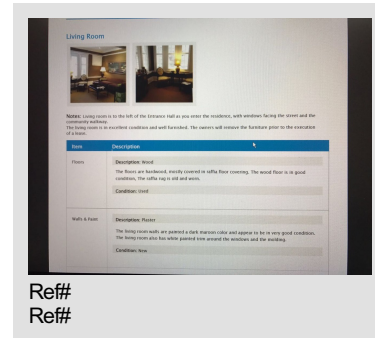 Living Room
Notes: Living room is to the left of the Entrance Hall as you enter the residence, with windows facing the street and the
community walkway.
The living room is in excellent condition and well furnished. The owners will remove the furniture prior to the execution
of a lease.
Item Description
Floors Description: Wood
The floors are hardwood, mostly covered in raffia floor covering. The wood floor is in good
condition, The raffia rug is old and worn.
Condition: Used
Walls & Paint Description: Plaster
The living room walls are painted a dark maroon color and appear to be in very good condition.
The living room also has white painted trim around the windows and the molding.
Condition: New
Ref#
Ref#